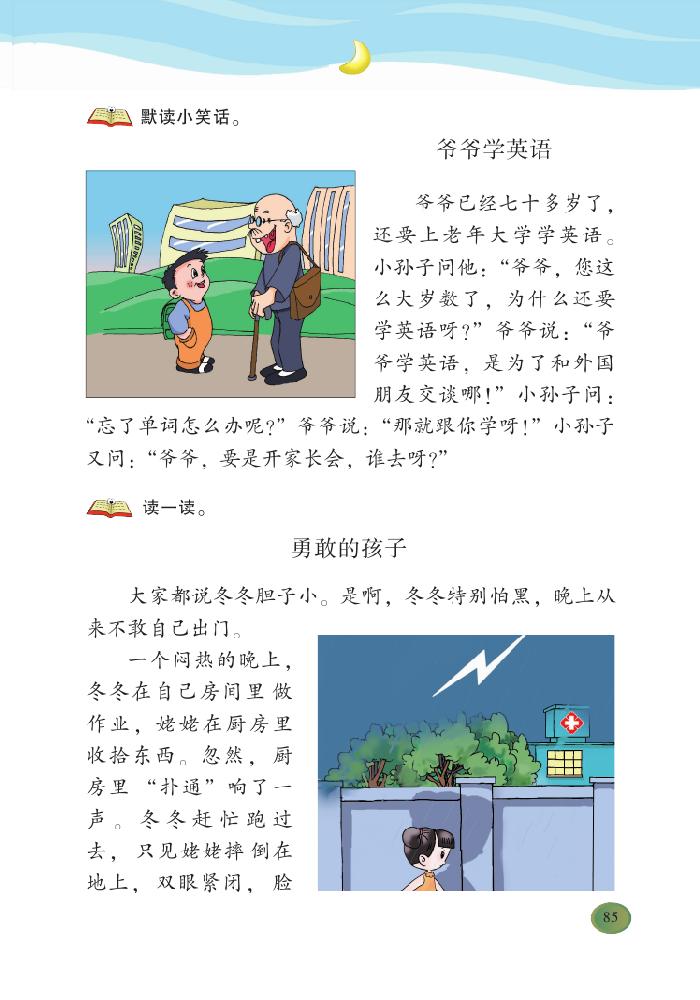 默读小笑话。
爷爷学英语
爷爷已经七十多岁了，
还要上老年大学学英语。
小孙子问他：“爷爷，您这
么大岁数了，为什么还要
学英语呀？”爷爷说：“爷
爷学英语，是为了和外国
朋友交谈哪！”小孙子问：
“忘了单词怎么办呢？”爷爷说：“那就跟你学呀！”小孙子
又问：“爷爷，要是开家长会，谁去呀？”
读一读。
勇敢的孩子
大家都说冬冬胆子小。是啊，冬冬特别怕黑，晚上从
来不敢自己出门。
一个闷热的晚上，
冬冬在自己房间里做
作业，姥姥在厨房里
收拾东西。忽然，厨
房里“扑通”响了一
声。冬冬赶忙跑过
去，只见姥姥摔倒在
地上，双眼紧闭，脸
85